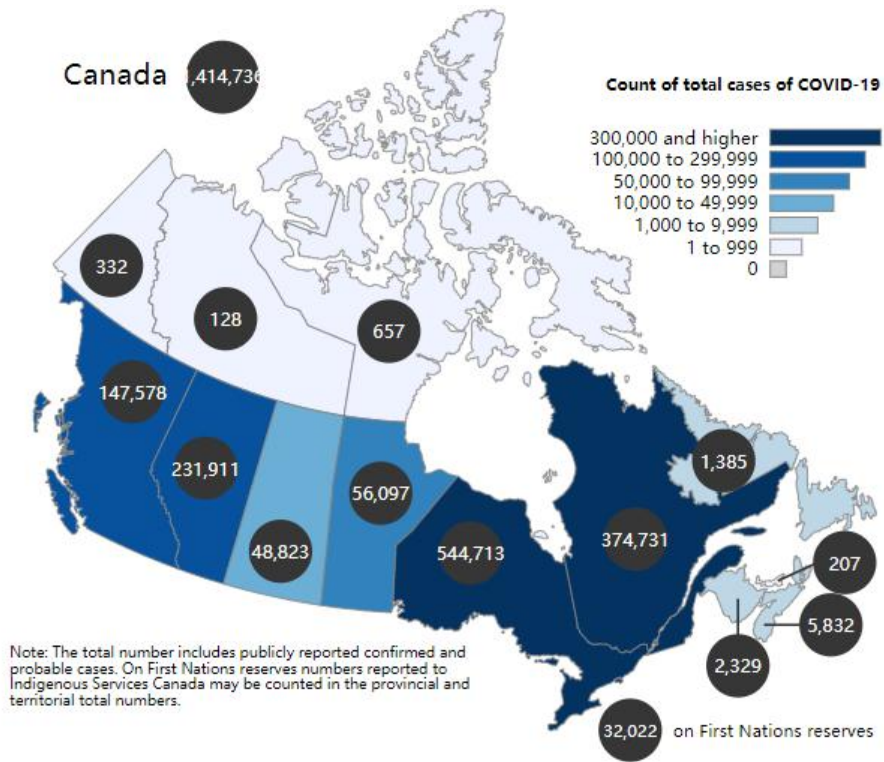 Canada 1,414,736
Count of total cases of COVID-19
300,000 and higher
100,000 to 299,999
50,000 to 99,999
10,000 to 49,999
1,000 to 9,999
1 to 999
0
332
128
657
147,578
231,911
48,823
56,097
544,713
374,731
1,385
207
5,832
2,329
Note: The total number includes publicly reported confirmed and
probable cases. On First Nations reserves numbers reported to
Indigenous Services Canada may be counted in the provincial and
territorial total numbers.
32,022 on First Nations reserves